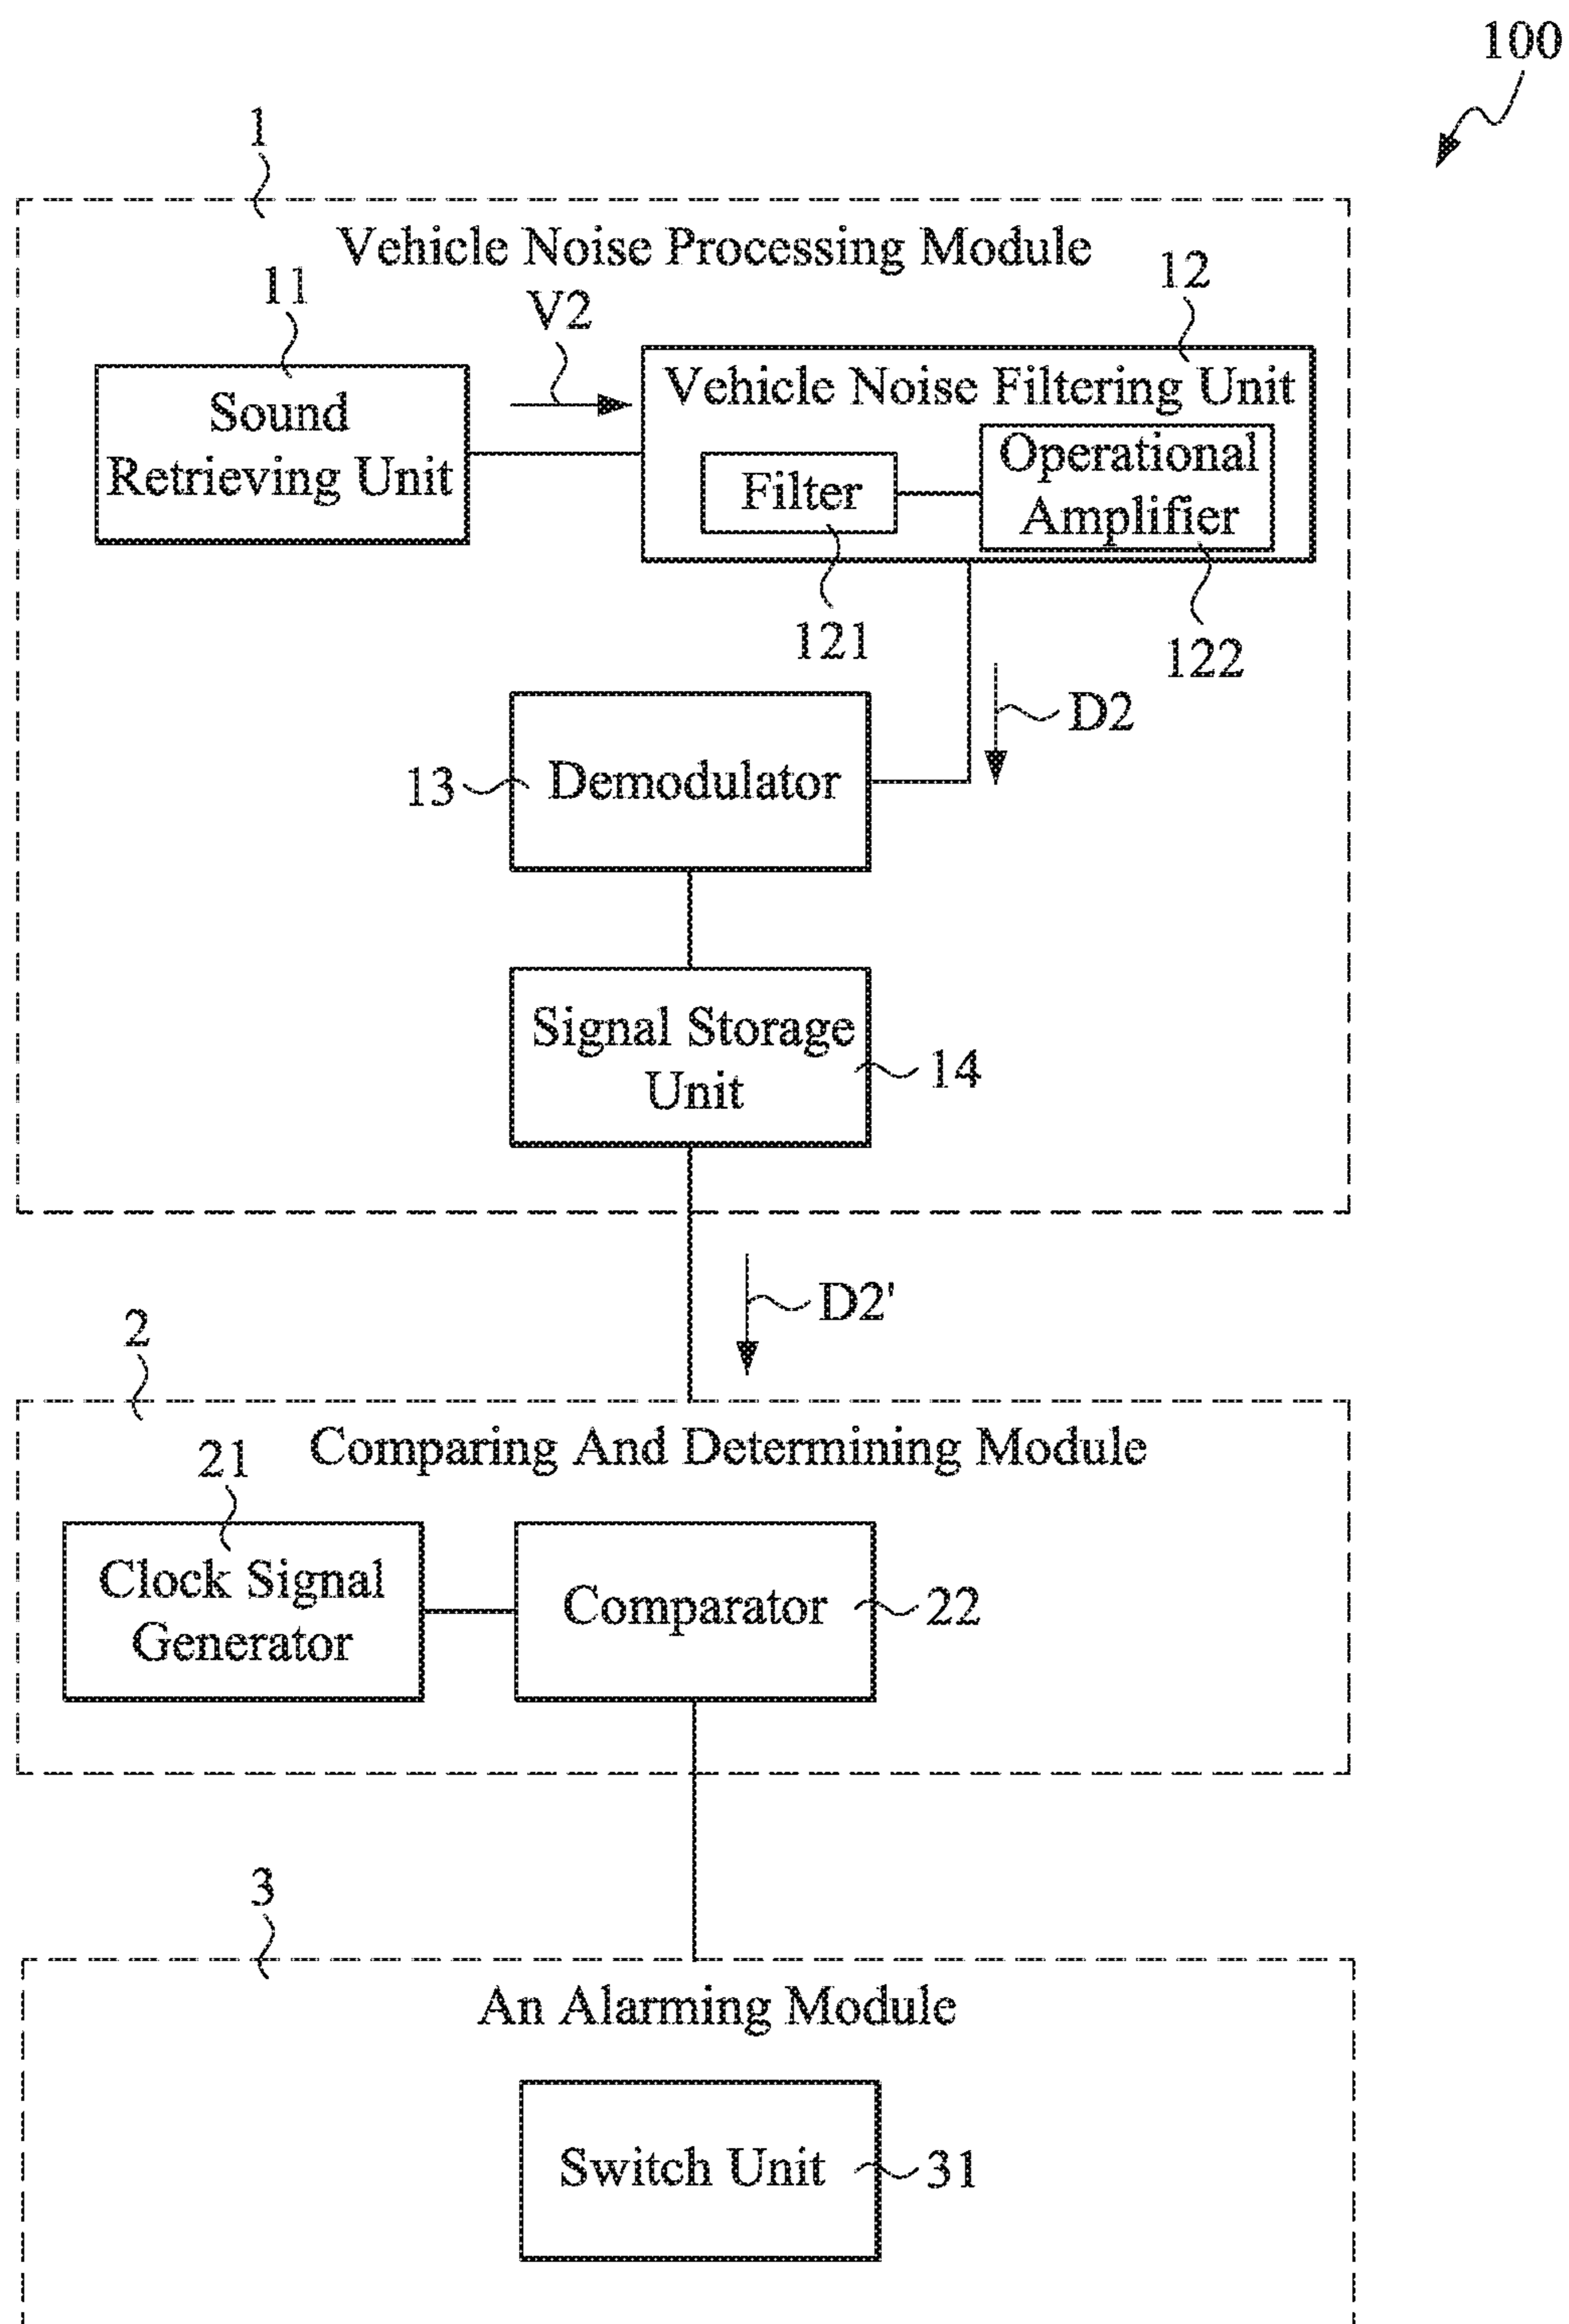 100
1
Vehicle Noise Processing Module
11
V2
12
Sound
Retrieving Unit
Vehicle Noise Filtering Unit
Filter
Operational
Amplifier
121
122
D2
13
Demodulator
Signal Storage
Unit
14
D2'
2
Comparing And Determining Module
21
Clock Signal
Generator
Comparator
22
3
An Alarming Module
Switch Unit
31